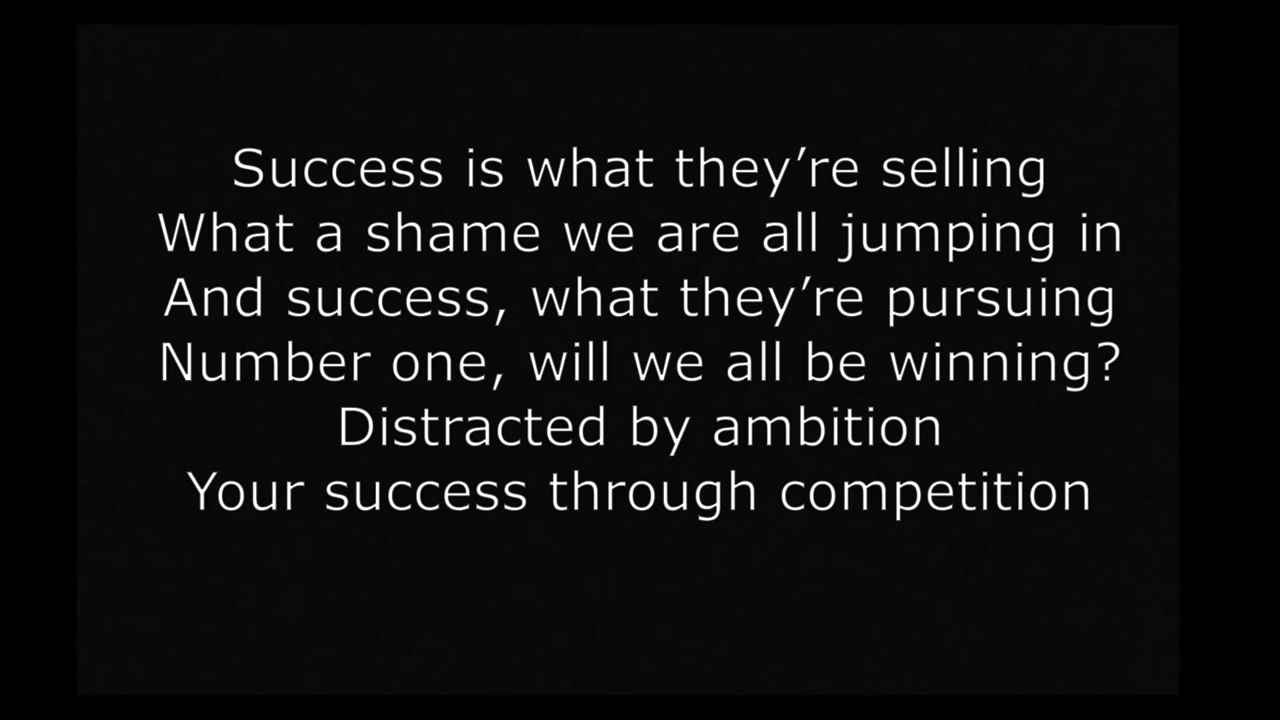 Success is what they’re selling
What a shame we are all jumping in
And success, what they’re pursuing
Number one, will we all be winning?
Distracted by ambition
Your success through competition